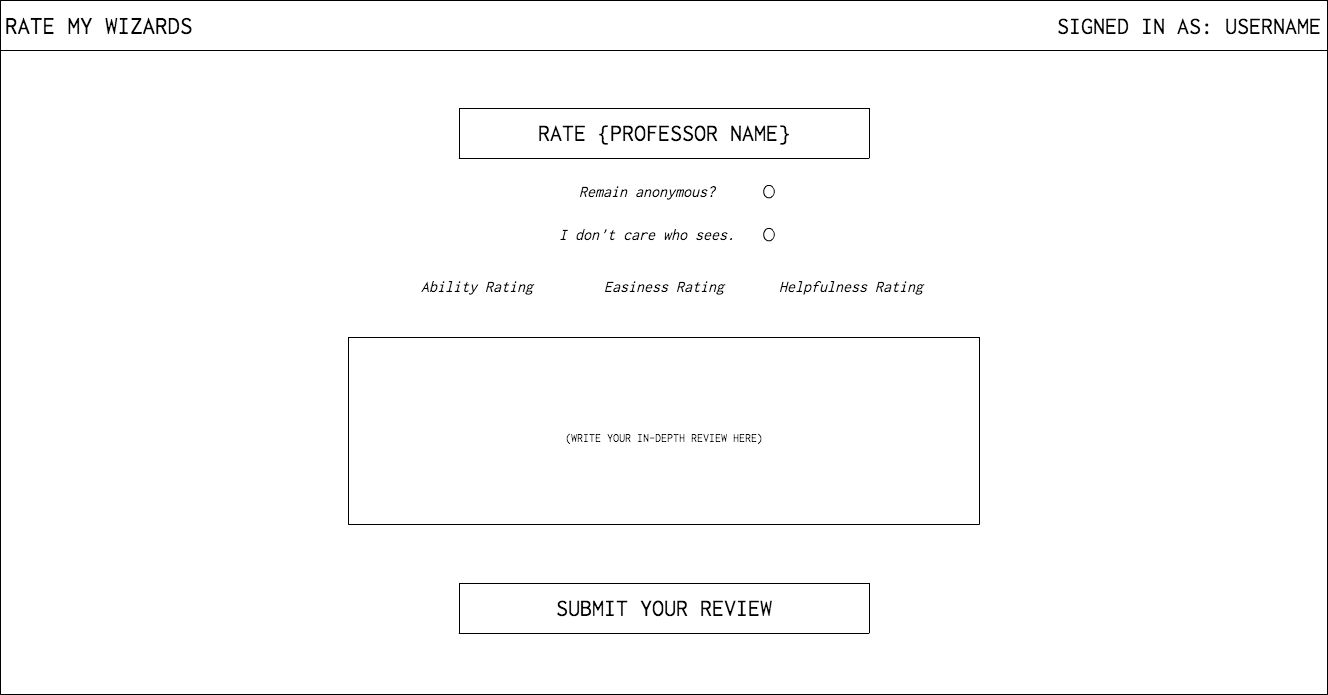 RATE MY WIZARDS
SIGNED IN AS: USERNAME
RATE {PROFESSOR NAME}
Remain anonymous?
I don't care who sees.
Ability Rating
Easiness Rating
Helpfulness Rating
(WRITE YOUR IN-DEPTH REVIEW HERE)
SUBMIT YOUR REVIEW